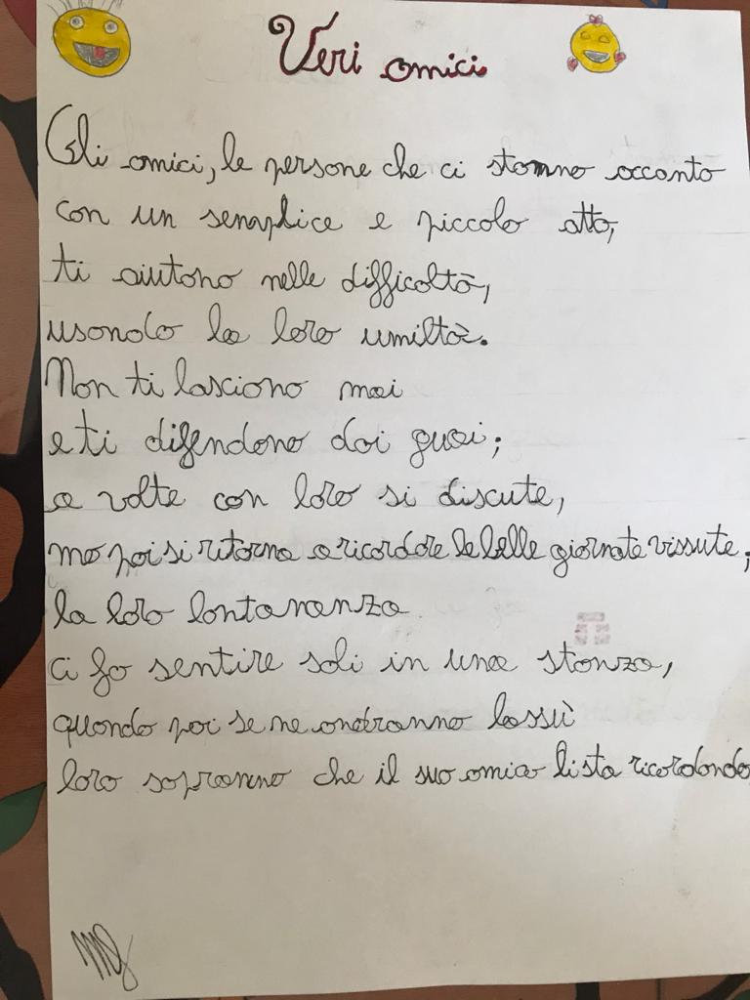 Veri amici
Gli amici, le persone che ci stanno accanto
con un semplice e piccolo atto,
ti aiutano nelle difficoltà,
usando la loro umiltà.
Non ti lasciano mai
e ti difendono dai guai;
a volte con loro si discute,
ma poi si ritorna a ricordare le belle giornate vissute;
la loro lontananza
ci fa sentire soli in una stanza,
quando poi se ne andranno lassù
loro sapranno che il suo amico li sta ricordando